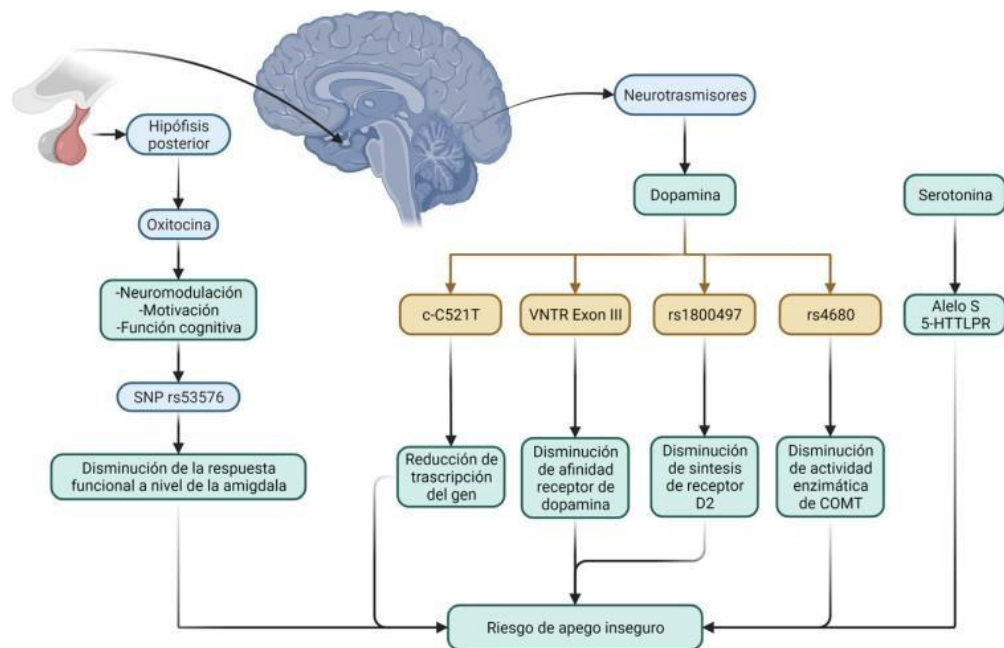 Neurotrasmisores
Hipófisis
posterior
Dopamina
Serotonina
Oxitocina
-Neuromodulación
-Motivación
-Función cognitiva
c-C521T
VNTR Exon III
rs1800497
rs4680
Alelo S
5-HTTLPR
SNP rs53576
Disminución de la respuesta
funcional a nivel de la amigdala
Reducción de
trascripción
del gen
Disminución
de afinidad
receptor de
dopamina
Disminución
de sintesis
de receptor
D2
Disminución
de actividad
enzimática
de COMT
Riesgo de apego inseguro